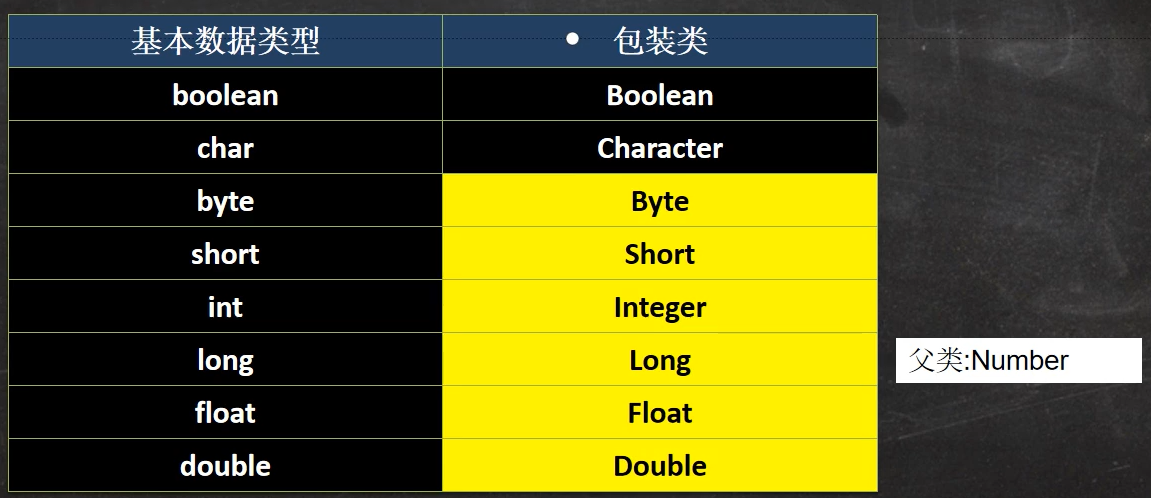 基本数据类型 • 包装类
boolean Boolean
char Character
byte Byte
short Short
int Integer
long Long
float Float
double Double
父类:Number